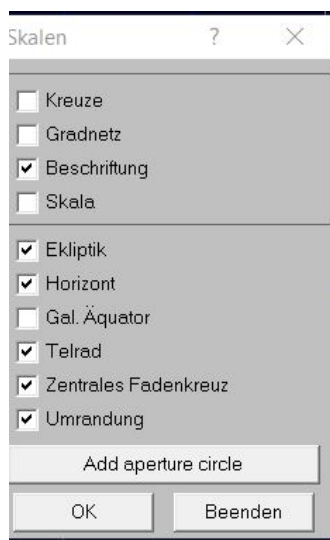 Skalen ?
Kreuze
Gradnetz
Beschriftung
Skala
Ekliptik
Horizont
Gal. Äquator
Telrad
Zentrales Fadenkreuz
Umrandung
Add aperture circle
OK Beenden